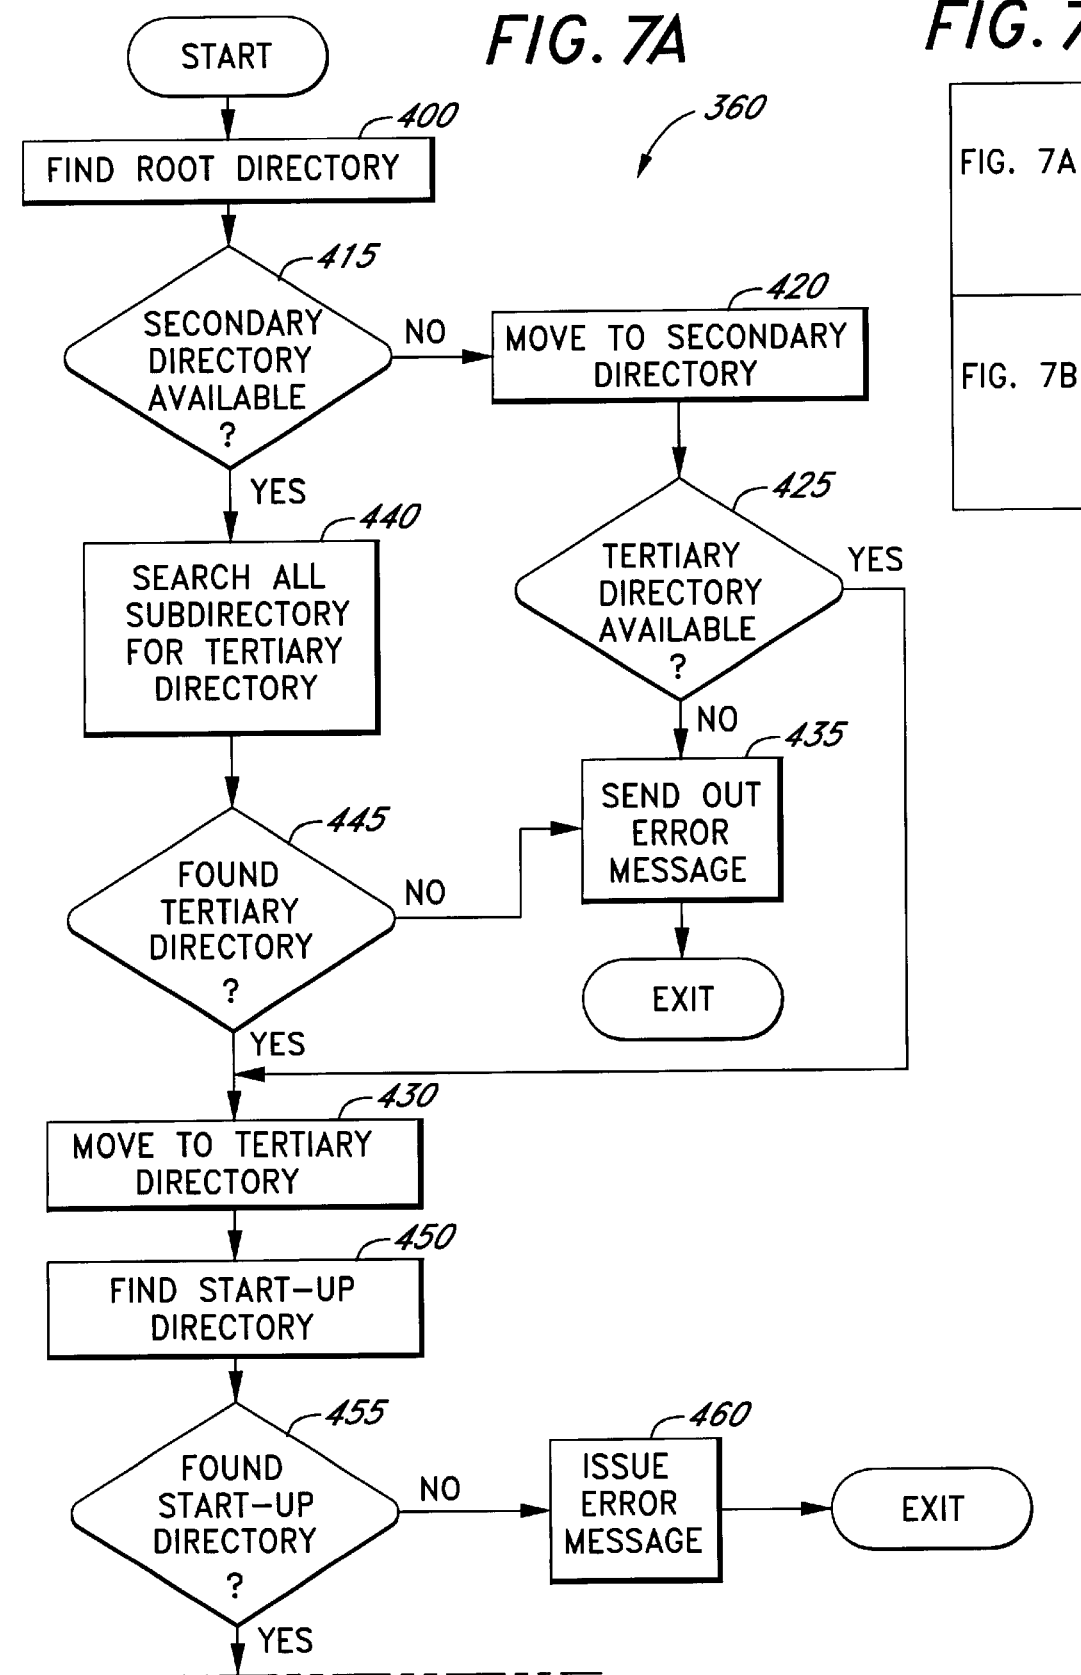 FIG. 7A
FIG. 7
START
360
400
FIND ROOT DIRECTORY
FIG. 7A
415
SECONDARY
DIRECTORY
AVAILABLE
?
NO
420
MOVE TO SECONDARY
DIRECTORY
FIG. 7B
YES
425
TERTIARY
DIRECTORY
AVAILABLE
?
YES
NO
440
SEARCH ALL
SUBDIRECTORY
FOR TERTIARY
DIRECTORY
435
SEND OUT
ERROR
MESSAGE
EXIT
445
FOUND
TERTIARY
DIRECTORY
?
NO
YES
430
MOVE TO TERTIARY
DIRECTORY
450
FIND START-UP
DIRECTORY
455
FOUND
START-UP
DIRECTORY
?
NO
460
ISSUE
ERROR
MESSAGE
EXIT
YES